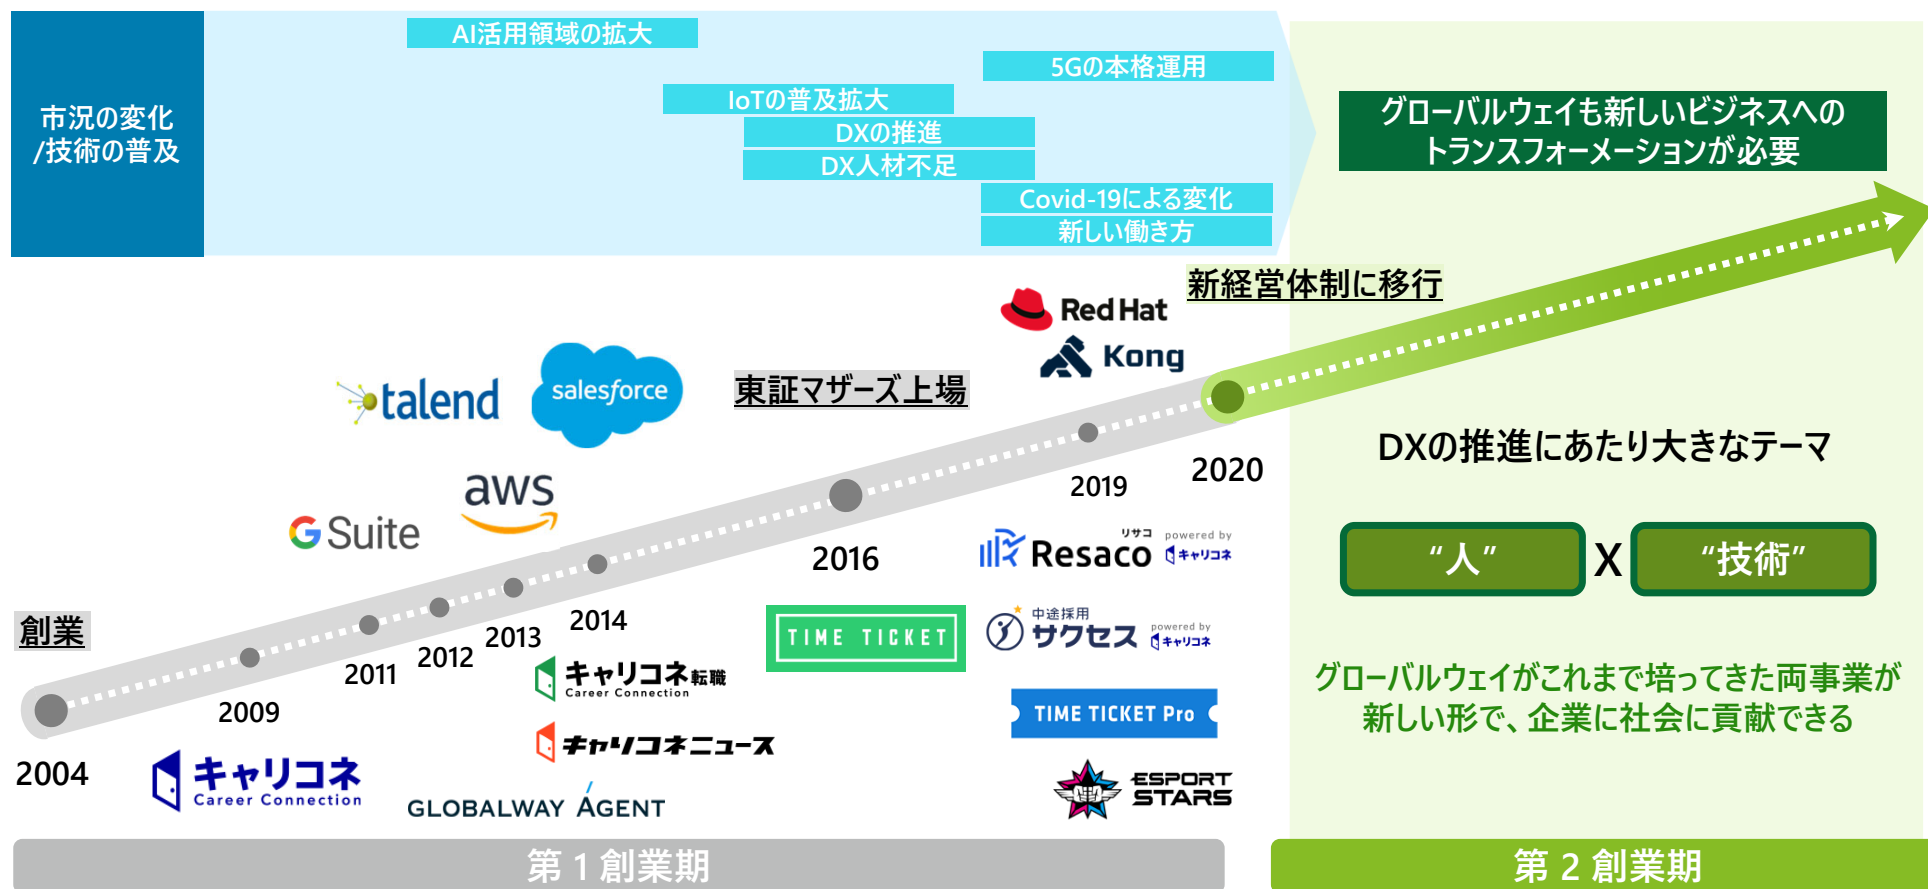 市況の変化
/技術の普及
AI活用領域の拡大
5Gの本格運用
IoTの普及拡大
DXの推進
DX人材不足
Covid-19による変化
新しい働き方
グローバルウェイも新しいビジネスへの
トランスフォーメーションが必要
新経営体制に移行
Red Hat
Kong
東証マザーズ上場
talend
salesforce
aws
G Suite
創業
2004
2009
2011
2012
2013
2014
2016
2019
2020
キャリコネ
Career Connection
キャリコネ転職
Career Connection
キャリコネニュース
GLOBALWAY AGENT
TIME TICKET
リサコ
Resaco
powered by
キャリコネ
中途採用
サクセス
powered by
キャリコネ
TIME TICKET Pro
ESPORT
STARS
DXの推進にあたり大きなテーマ
“人” X “技術”
グローバルウェイがこれまで培ってきた両事業が
新しい形で、企業に社会に貢献できる
第 1 創業期
第 2 創業期